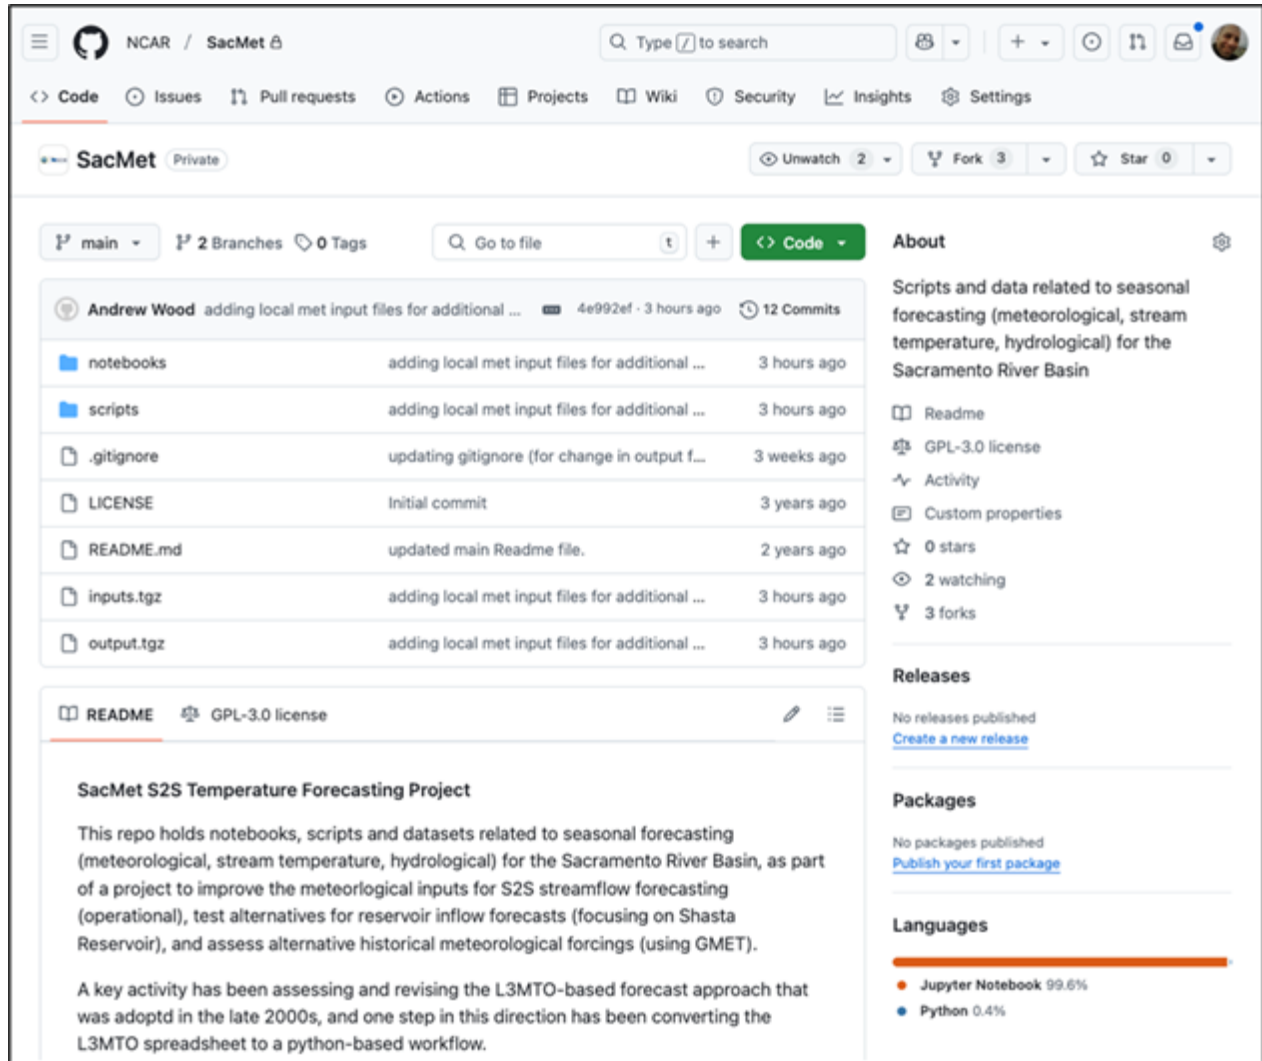 NCAR / SacMet
Type / to search
Code Issues Pull requests Actions Projects Wiki Security Insights Settings
SacMet Private
Unwatch 2 Fork 3 Star 0
main 2 Branches 0 Tags Go to file t + Code
Andrew Wood adding local met input files for additional ... 4e992ef · 3 hours ago 12 Commits
notebooks adding local met input files for additional ... 3 hours ago
scripts adding local met input files for additional ... 3 hours ago
.gitignore updating gitignore (for change in output f... 3 weeks ago
LICENSE Initial commit 3 years ago
README.md updated main Readme file. 2 years ago
inputs.tgz adding local met input files for additional ... 3 hours ago
output.tgz adding local met input files for additional ... 3 hours ago
README GPL-3.0 license
SacMet S2S Temperature Forecasting Project
This repo holds notebooks, scripts and datasets related to seasonal forecasting
(meteorological, stream temperature, hydrological) for the Sacramento River Basin, as part
of a project to improve the meteorlogical inputs for S2S streamflow forecasting
(operational), test alternatives for reservoir inflow forecasts (focusing on Shasta
Reservoir), and assess alternative historical meteorological forcings (using GMET).
A key activity has been assessing and revising the L3MTO-based forecast approach that
was adoptd in the late 2000s, and one step in this direction has been converting the
L3MTO spreadsheet to a python-based workflow.
About
Scripts and data related to seasonal
forecasting (meteorological, stream
temperature, hydrological) for the
Sacramento River Basin
Readme
GPL-3.0 license
Activity
Custom properties
0 stars
2 watching
3 forks
Releases
No releases published
Create a new release
Packages
No packages published
Publish your first package
Languages
Jupyter Notebook 99.6%
Python 0.4%